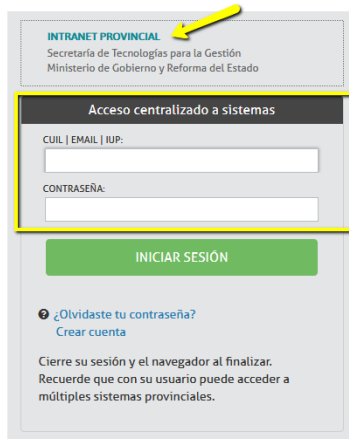 INTRANET PROVINCIAL
Secretaría de Tecnologías para la Gestión
Ministerio de Gobierno y Reforma del Estado
Acceso centralizado a sistemas
CUIL | EMAIL | IUP:
CONTRASEÑA:
INICIAR SESIÓN
¿Olvidaste tu contraseña?
Crear cuenta
Cierre su sesión y el navegador al finalizar.
Recuerde que con su usuario puede acceder a
múltiples sistemas provinciales.